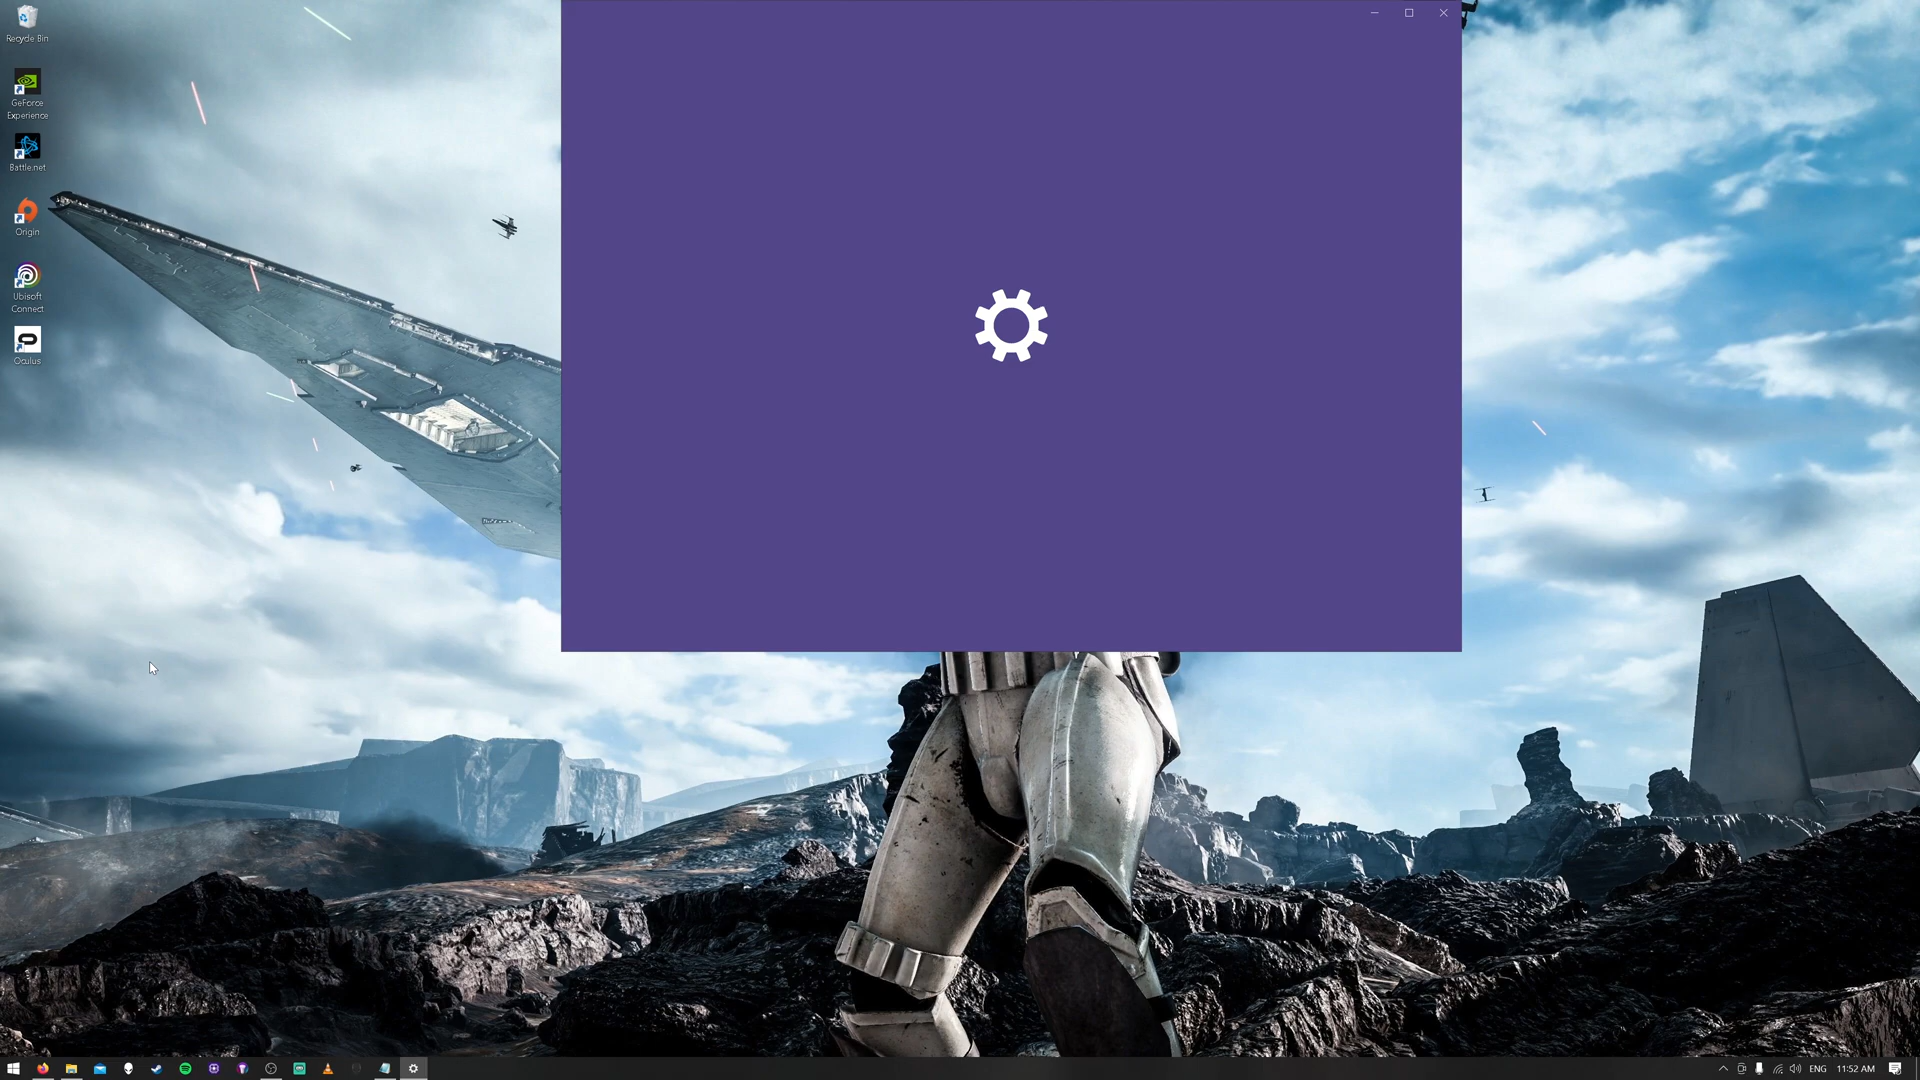 Recycle Bin
GeForce
Experience
Battle.net
Origin
Ubisoft
Connect
Oculus
ENG
11:52 AM